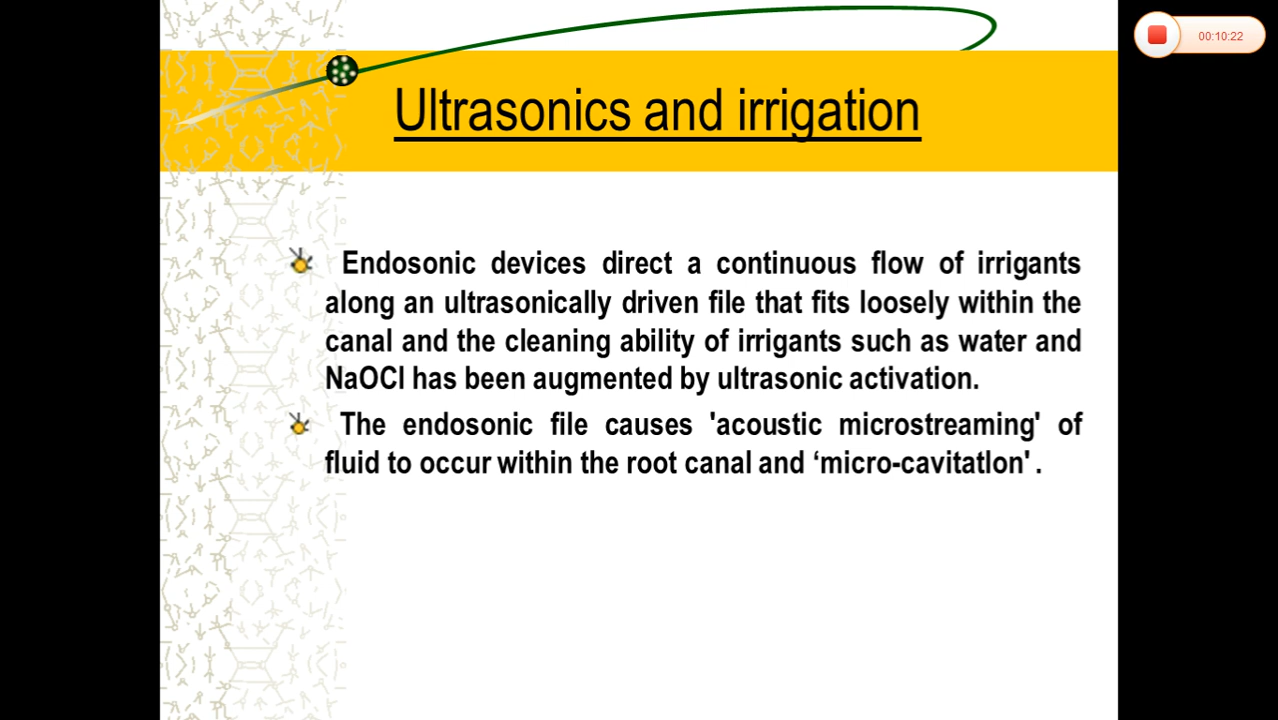 00:10:22
Ultrasonics and irrigation
Endosonic devices direct a continuous flow of irrigants
along an ultrasonically driven file that fits loosely within the
canal and the cleaning ability of irrigants such as water and
NaOCl has been augmented by ultrasonic activation.
The endosonic file causes 'acoustic microstreaming' of
fluid to occur within the root canal and ‘micro-cavitatlon' .